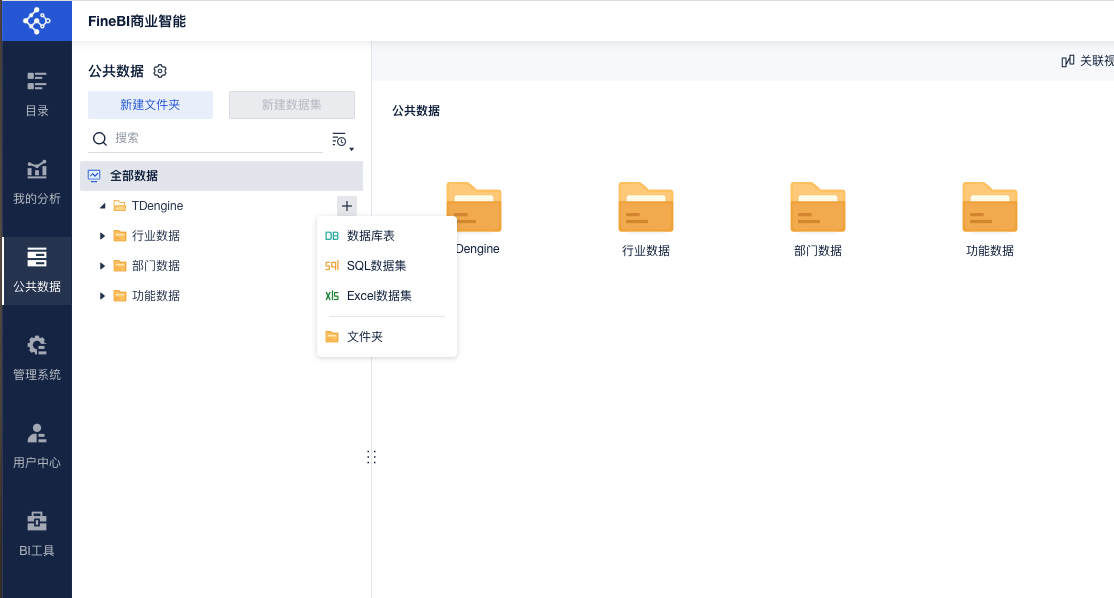 FineBI商业智能
目录
我的分析
公共数据
管理系统
用户中心
BI工具
公共数据
新建文件夹
新建数据集
搜索
全部数据
TDengine
行业数据
部门数据
功能数据
DB 数据库表
SQL SQL数据集
XLS Excel数据集
文件夹
关联视
公共数据
Dengine
行业数据
部门数据
功能数据